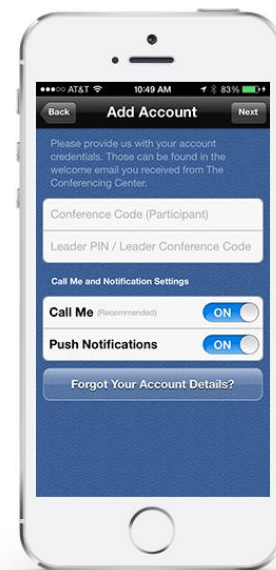 AT&T 10:49 AM 83%
Back Add Account Next
Please provide us with your account
credentials. Those can be found in the
welcome email you received from The
Conferencing Center.
Conference Code (Participant)
Leader PIN / Leader Conference Code
Call Me and Notification Settings
Call Me (Recommended) ON
Push Notifications ON
Forgot Your Account Details?